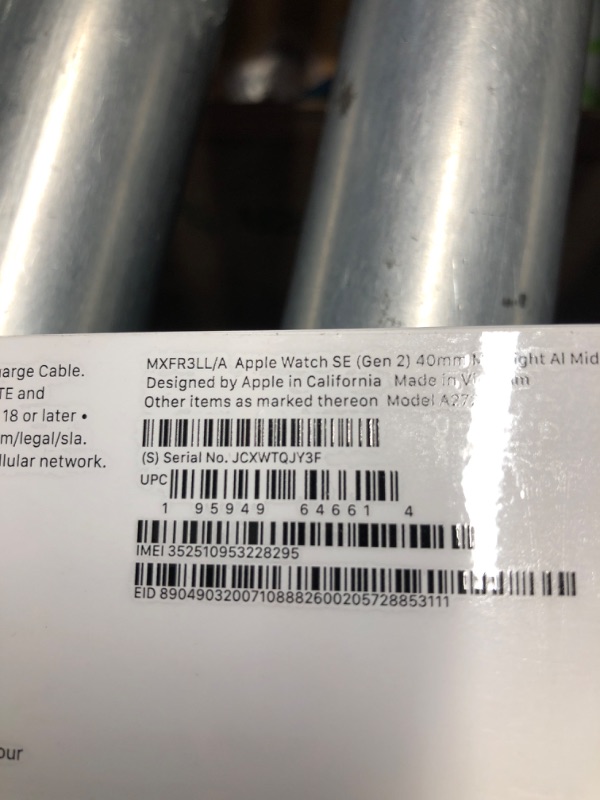 arge Cable.
TE and
18 or later •
m/legal/sla.
llular network.
MXFR3LL/A Apple Watch SE (Gen 2) 40mm Al Mid
Designed by Apple in California Made in
Other items as marked thereon Model
(S) Serial No. JCXWTQJY3F
UPC
1 95949 64661 4
IMEI 352510953228295
EID 89049032007108882600205728853111
our